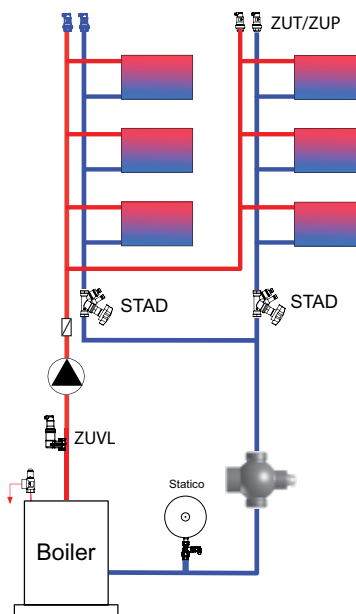 ZUT/ZUP
STAD
STAD
ZUVL
Statico
Boiler